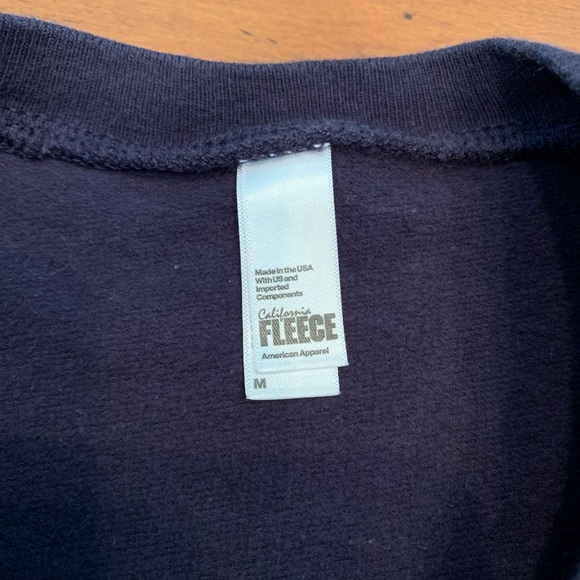 Made in the USA
With US and
Imported
Components
California
FLEECE
American Apparel
M